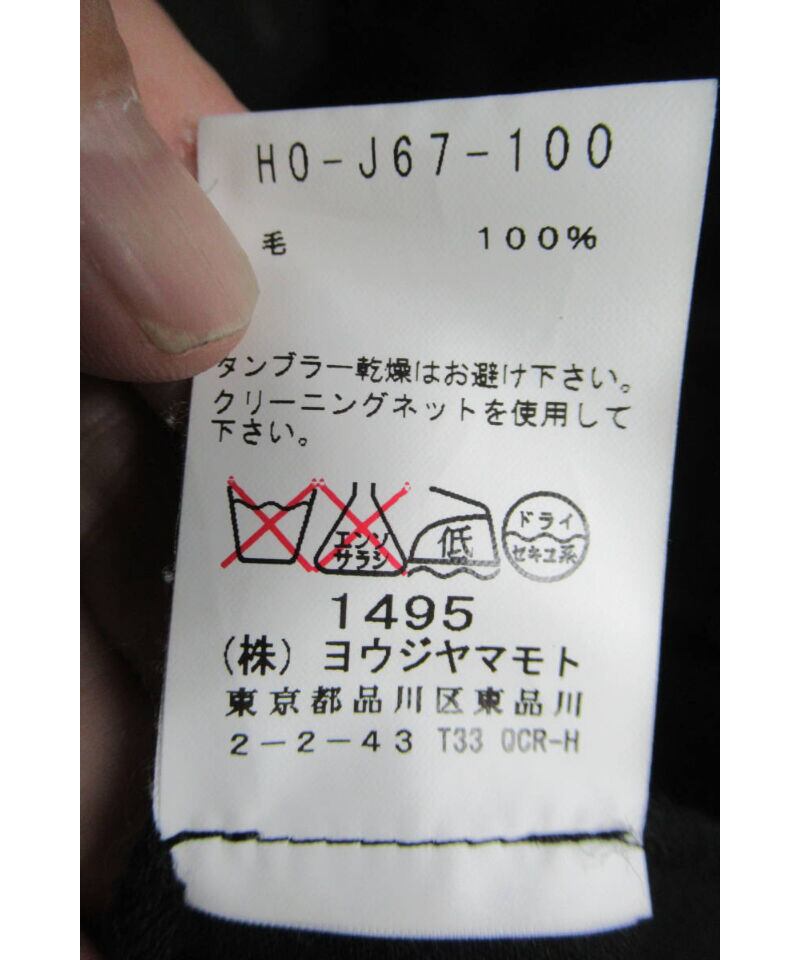 HO-J67-100
毛 100%
タンブラー乾燥はお避け下さい。
クリーニングネットを使用して
下さい。
エンソ
サラシ
低
ドライ
セキユ系
1495
(株)ヨウジヤマモト
東京都品川区東品川
2-2-43 T33 QCR-H